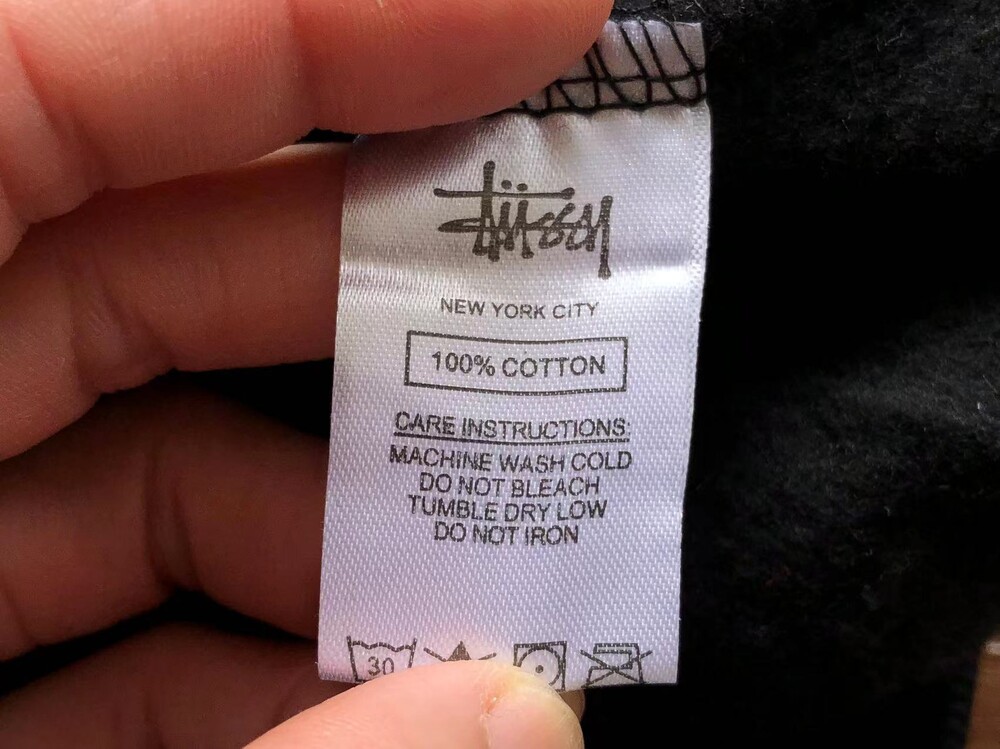 Stüssy
NEW YORK CITY
100% COTTON
CARE INSTRUCTIONS:
MACHINE WASH COLD
DO NOT BLEACH
TUMBLE DRY LOW
DO NOT IRON
30